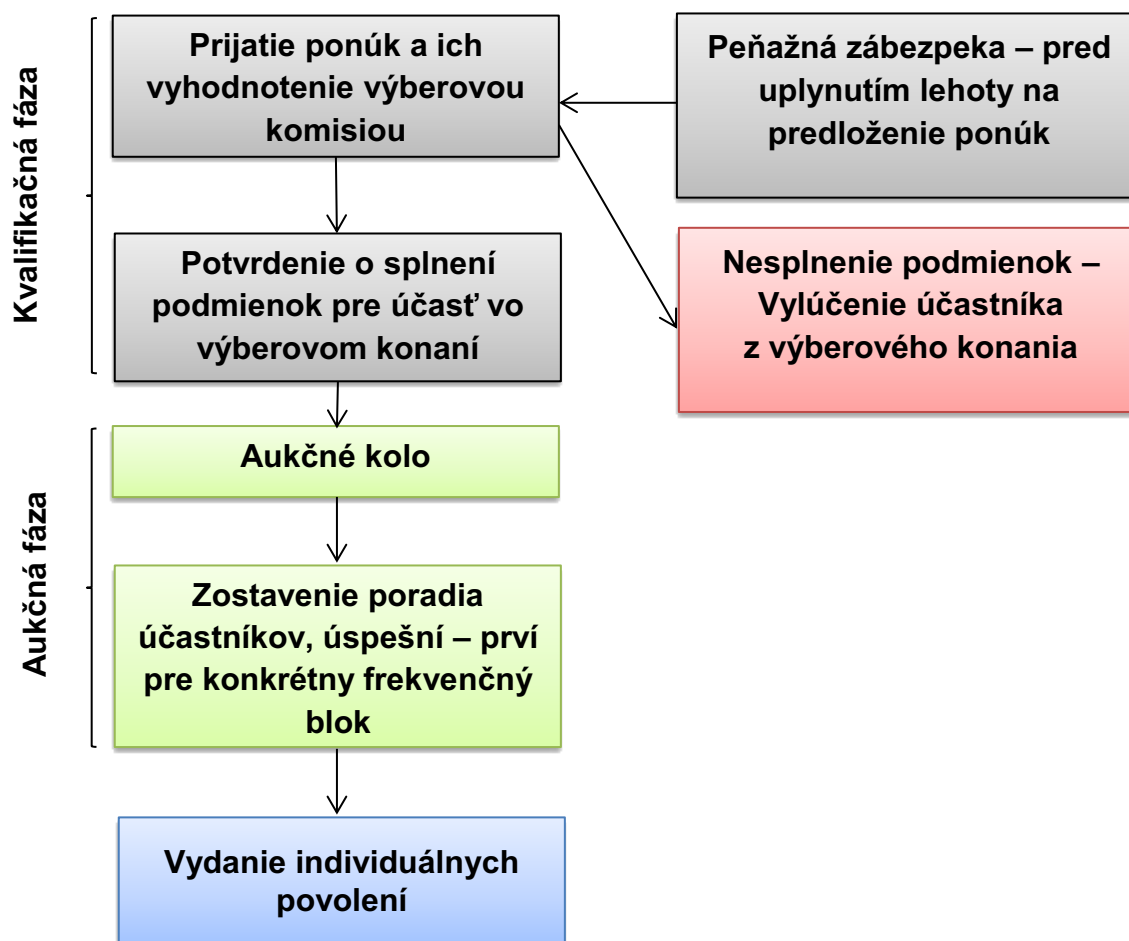 Kvalifikačná fáza
Prijatie ponúk a ich
vyhodnotenie výberovou
komisiou
Peňažná zábezpeka – pred
uplynutím lehoty na
predloženie ponúk
Potvrdenie o splnení
podmienok pre účasť vo
výberovom konaní
Nesplnenie podmienok –
Vylúčenie účastníka
z výberového konania
Aukčná fáza
Aukčné kolo
Zostavenie poradia
účastníkov, úspešní – prví
pre konkrétny frekvenčný
blok
Vydanie individuálnych
povolení